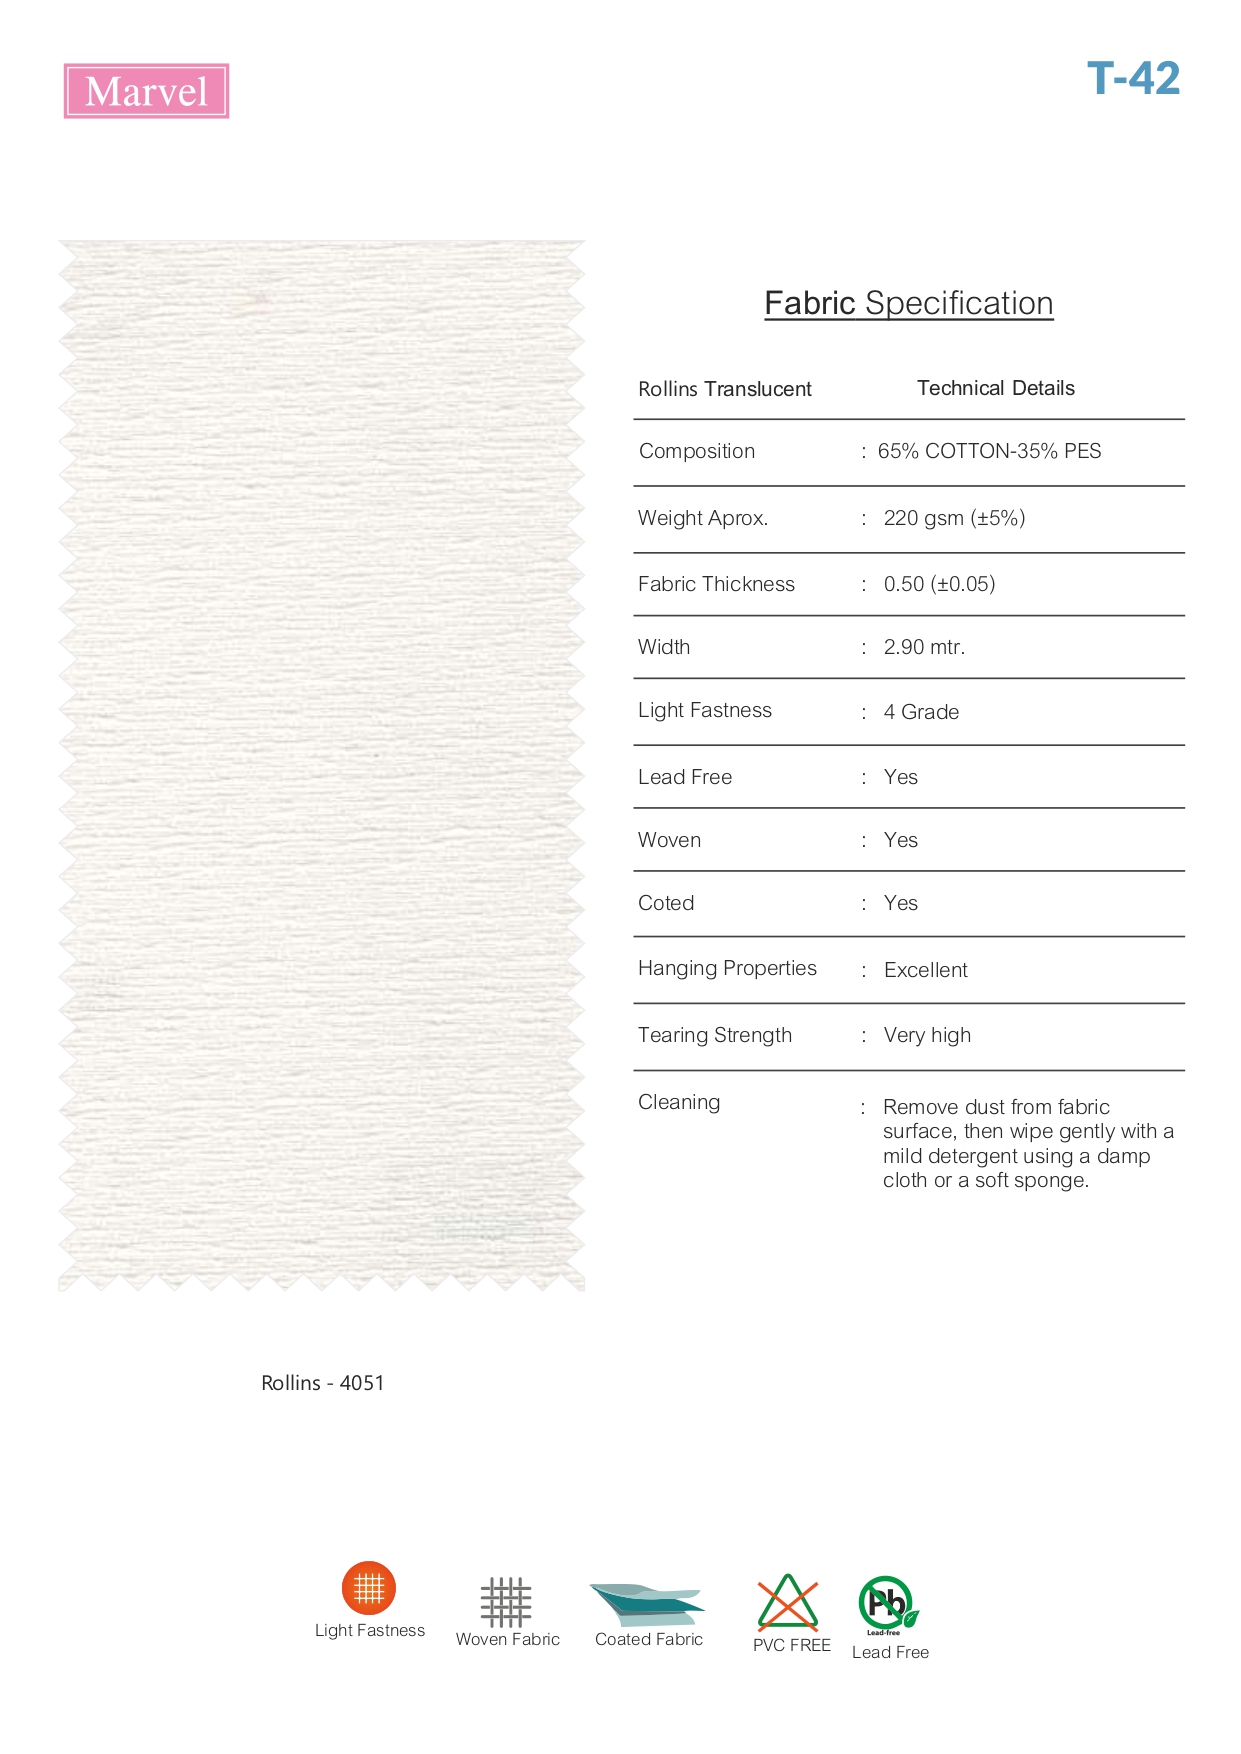 Marvel
T-42
Fabric Specification
Rollins Translucent Technical Details
Composition : 65% COTTON-35% PES
Weight Aprox. : 220 gsm (±5%)
Fabric Thickness : 0.50 (±0.05)
Width : 2.90 mtr.
Light Fastness : 4 Grade
Lead Free : Yes
Woven : Yes
Coted : Yes
Hanging Properties : Excellent
Tearing Strength : Very high
Cleaning : Remove dust from fabric
surface, then wipe gently with a
mild detergent using a damp
cloth or a soft sponge.
Rollins - 4051
Light Fastness
Woven Fabric
Coated Fabric
PVC FREE
Pb
Lead-free
Lead Free